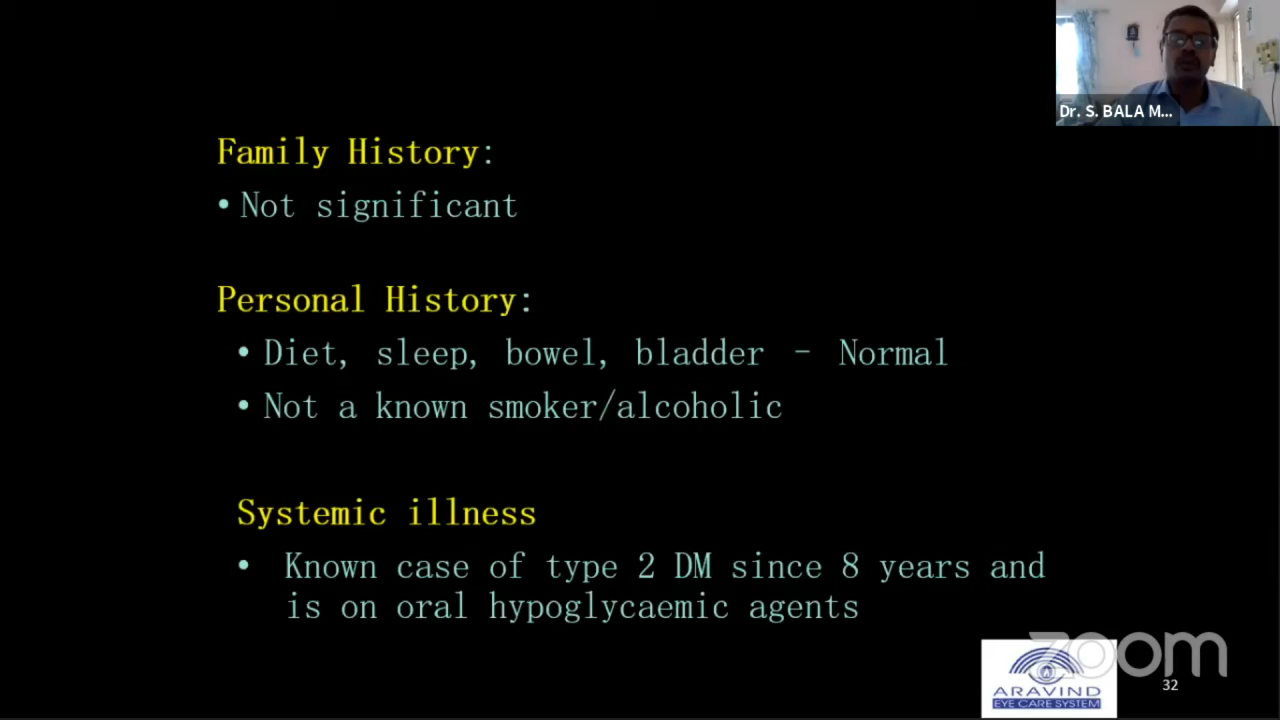 Dr. S. BALA M...
Family History:
• Not significant
Personal History:
• Diet, sleep, bowel, bladder – Normal
• Not a known smoker/alcoholic
Systemic illness
• Known case of type 2 DM since 8 years and
is on oral hypoglycaemic agents
zoom
ARAVIND
EYE CARE SYSTEM
32